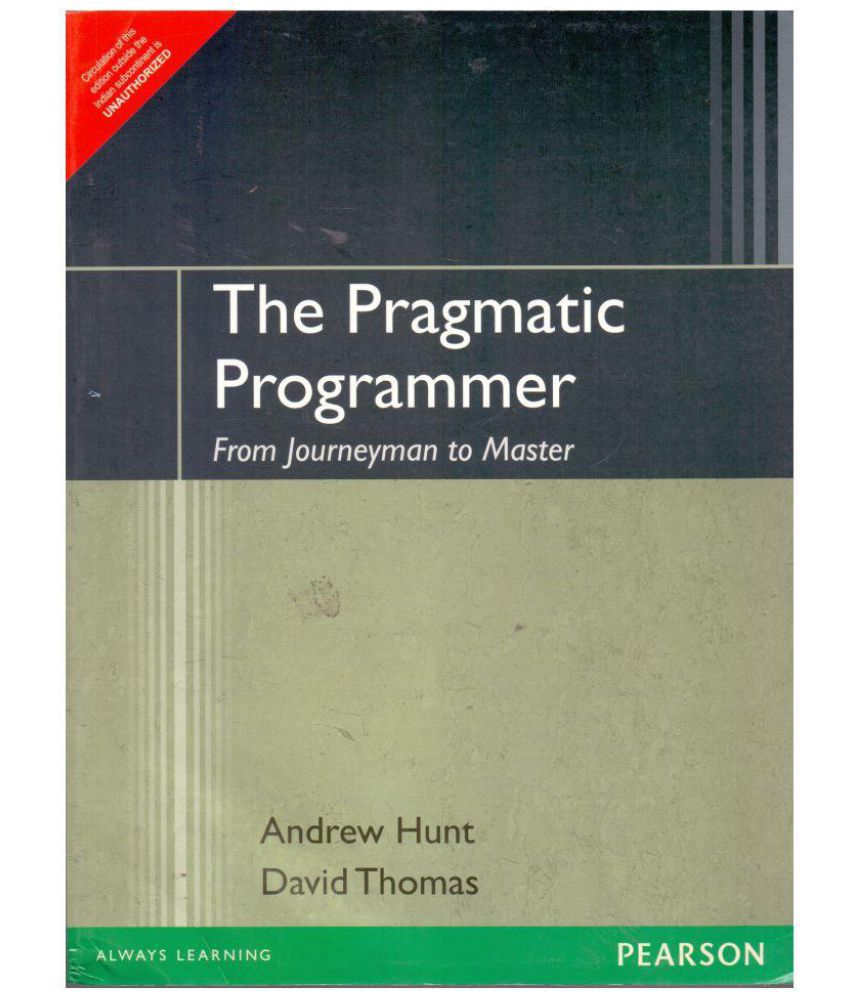 Circulation of this
edition outside the
Indian subcontinent is
UNAUTHORIZED
The Pragmatic
Programmer
From Journeyman to Master
Andrew Hunt
David Thomas
ALWAYS LEARNING
PEARSON